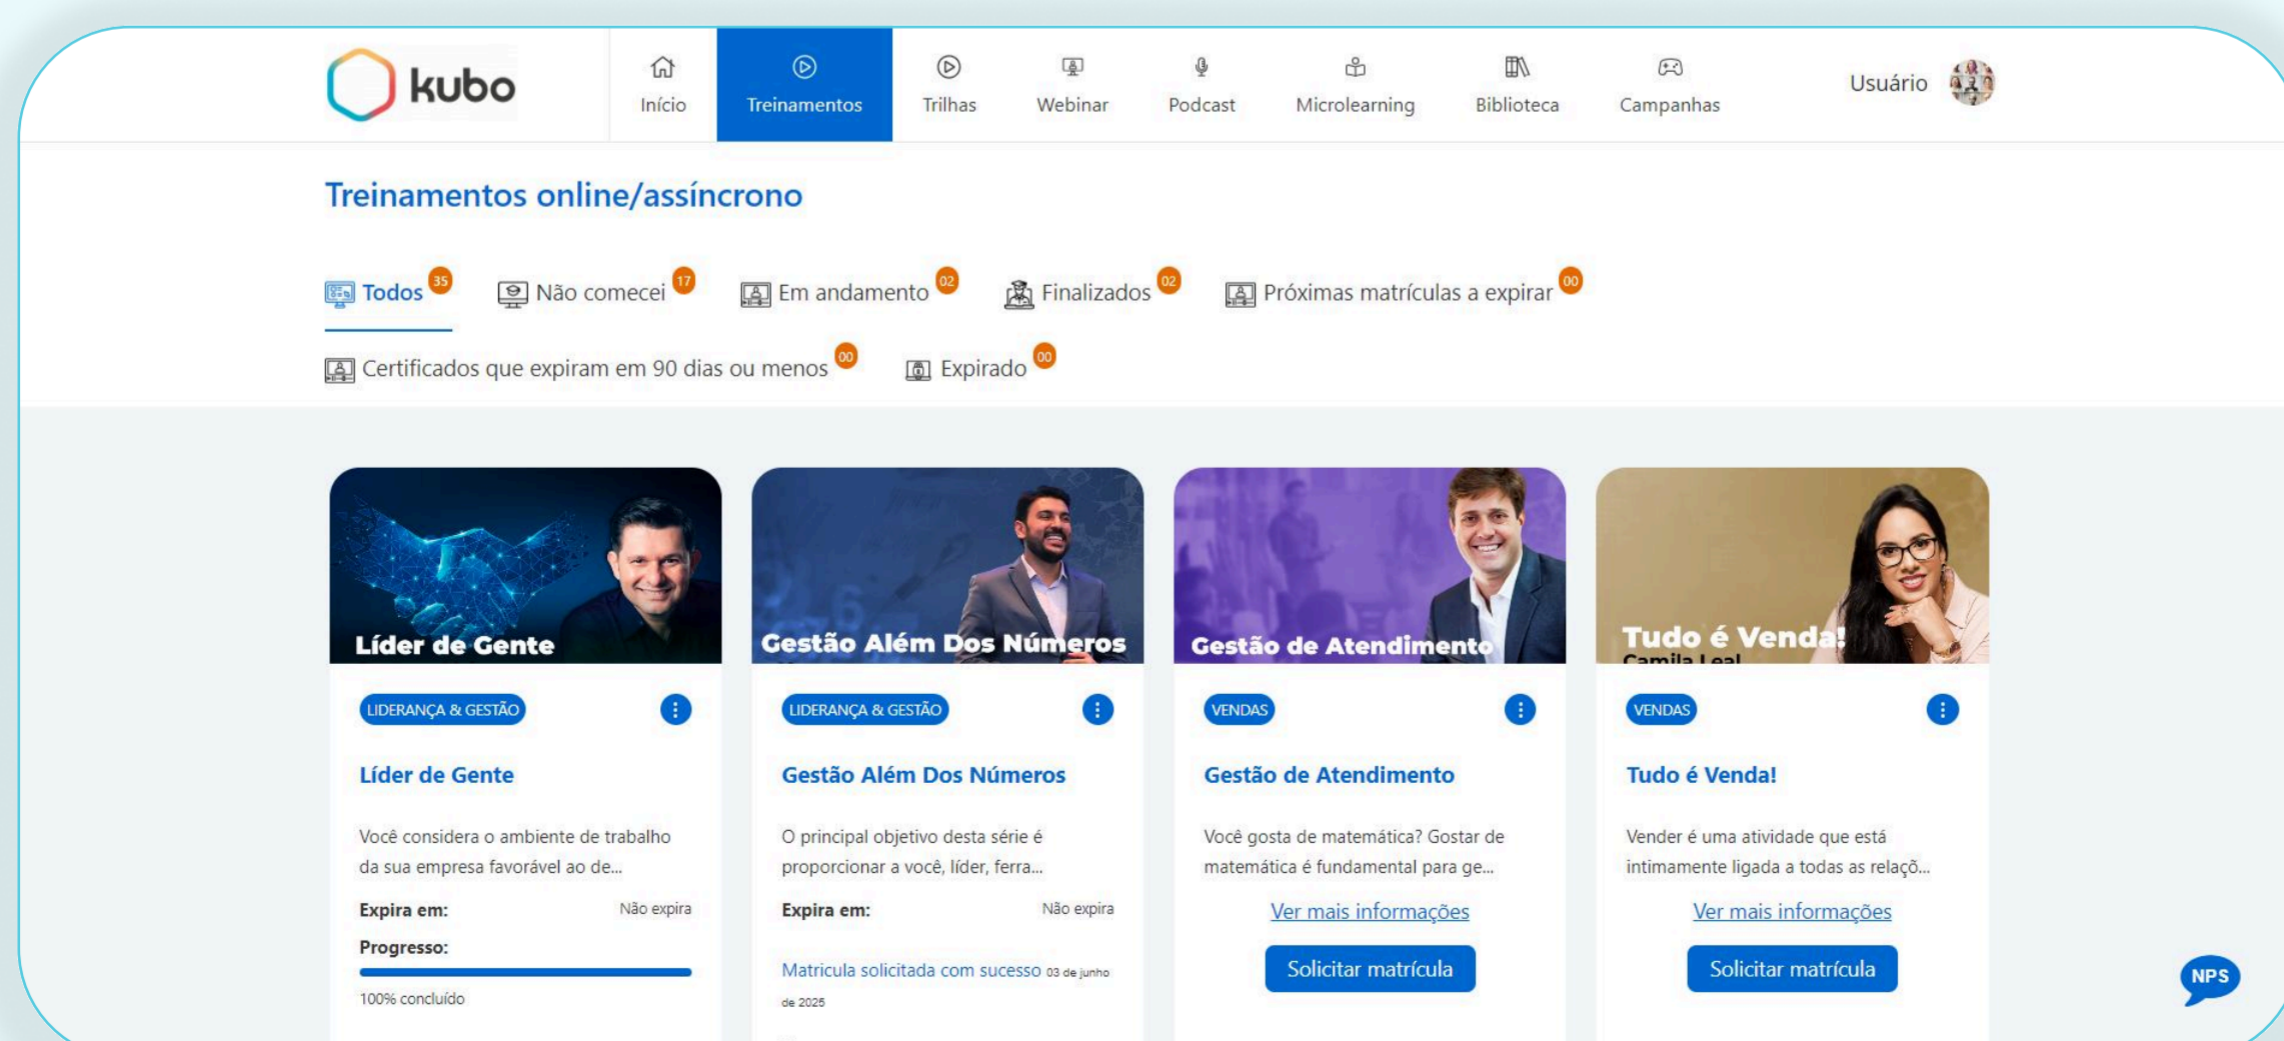 kubo
Início
Treinamentos
Trilhas
Webinar
Podcast
Microlearning
Biblioteca
Campanhas
Usuário
Treinamentos online/assíncrono
Todos 35
Não comecei 17
Em andamento 02
Finalizados 02
Próximas matrículas a expirar 00
Certificados que expiram em 90 dias ou menos 00
Expirado 00
Líder de Gente
LIDERANÇA & GESTÃO
Líder de Gente
Você considera o ambiente de trabalho
da sua empresa favorável ao de...
Expira em: Não expira
Progresso:
100% concluído
Gestão Além Dos Números
LIDERANÇA & GESTÃO
Gestão Além Dos Números
O principal objetivo desta série é
proporcionar a você, líder, ferra...
Expira em: Não expira
Matricula solicitada com sucesso 03 de junho
de 2025
Gestão de Atendimento
VENDAS
Gestão de Atendimento
Você gosta de matemática? Gostar de
matemática é fundamental para ge...
Ver mais informações
Solicitar matrícula
Tudo é Venda!
Camila Leal
VENDAS
Tudo é Venda!
Vender é uma atividade que está
intimamente ligada a todas as relaçõ...
Ver mais informações
Solicitar matrícula
NPS